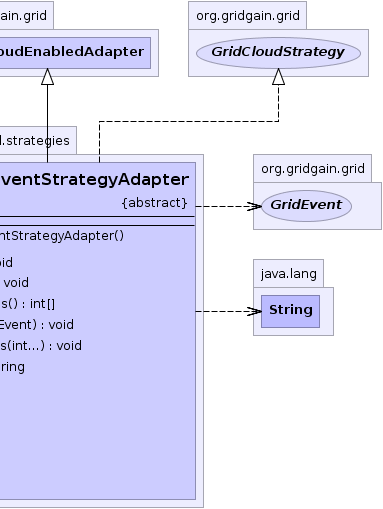 ain.grid
org.gridgain.grid
oudEnabledAdapter
GridCloudStrategy
l.strategies
ventStrategyAdapter
{abstract}
ntStrategyAdapter()
oid
void
s() : int[]
Event) : void
s(int...) : void
ring
org.gridgain.grid
GridEvent
java.lang
String